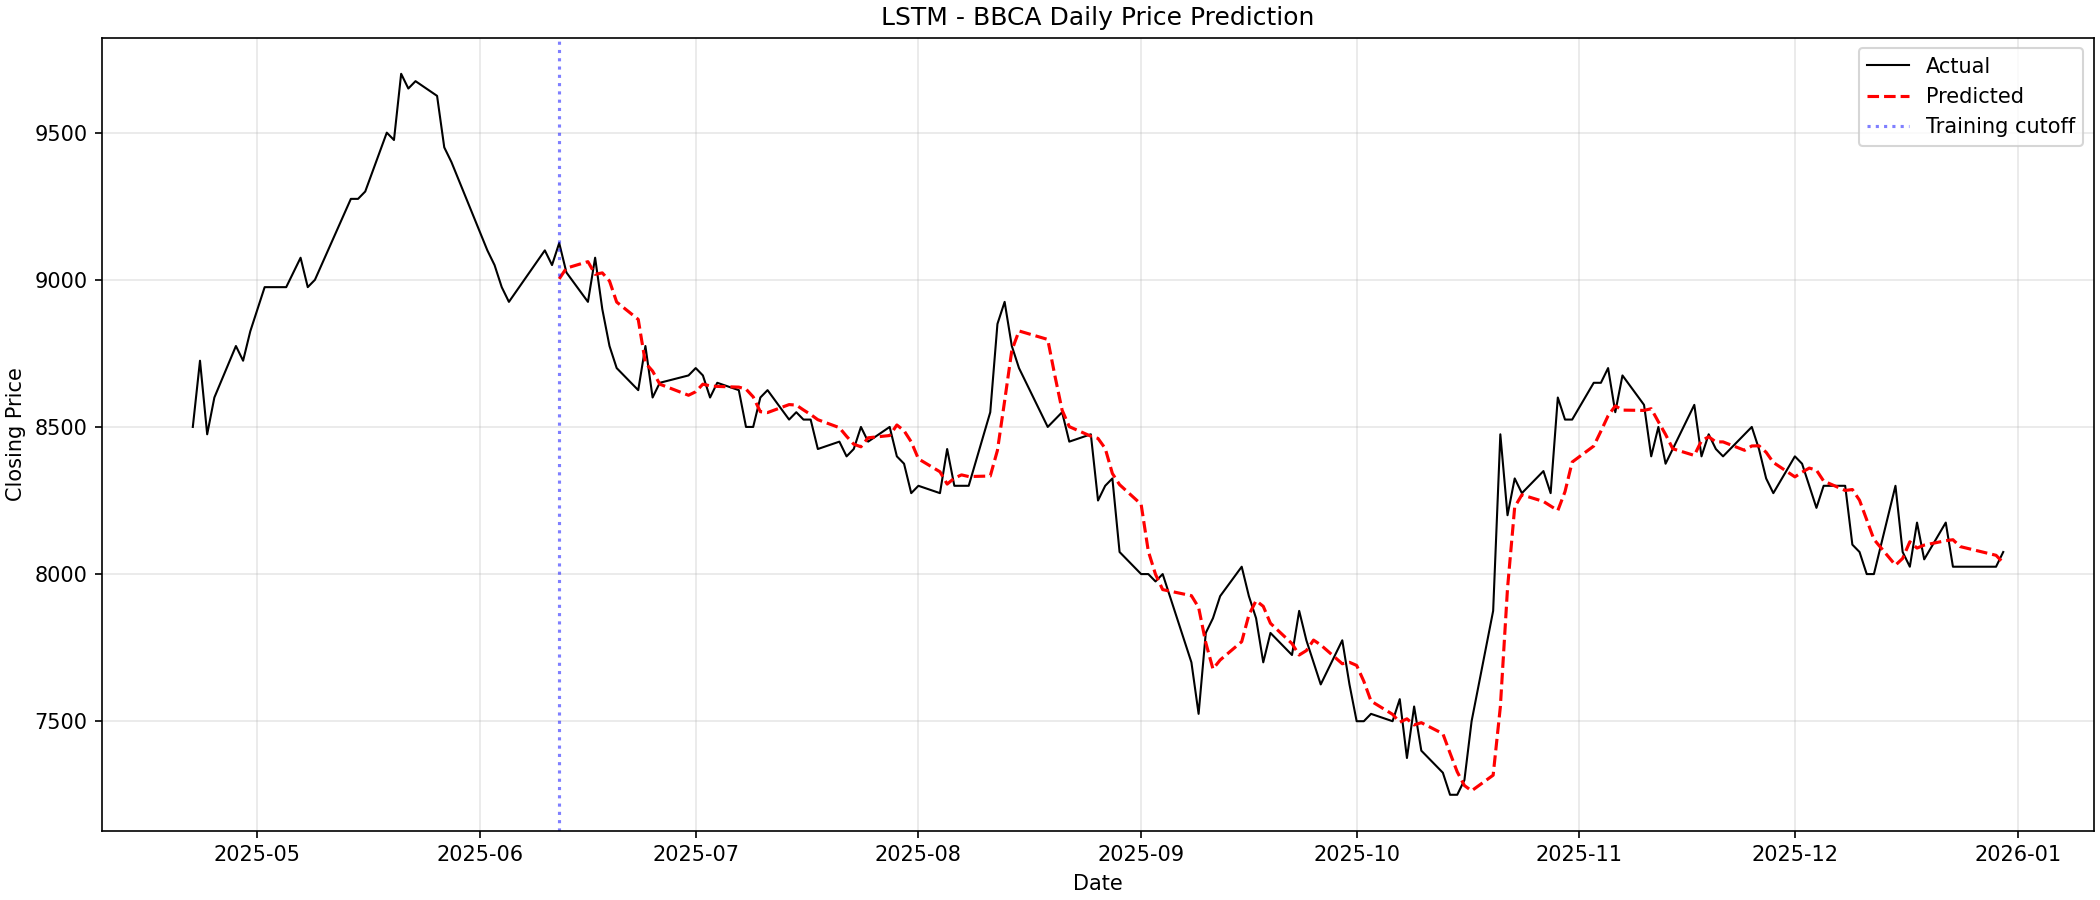 LSTM - BBCA Daily Price Prediction
Actual
Predicted
Training cutoff
Closing Price
9500
9000
8500
8000
7500
2025-05
2025-06
2025-07
2025-08
2025-09
2025-10
2025-11
2025-12
2026-01
Date